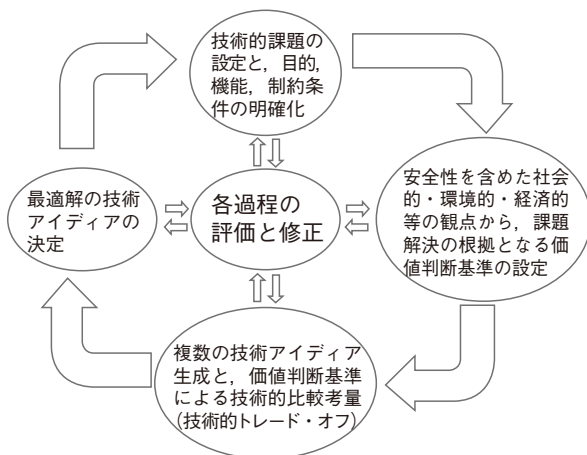 技術的課題の
設定と，目的，
機能，制約条
件の明確化
安全性を含めた社会
的・環境的・経済的
等の観点から，課題
解決の根拠となる価
値判断基準の設定
各過程の
評価と修正
最適解の技術
アイディアの
決定
複数の技術アイディア
生成と，価値判断基準
による技術的比較考量
(技術的トレード・オフ)